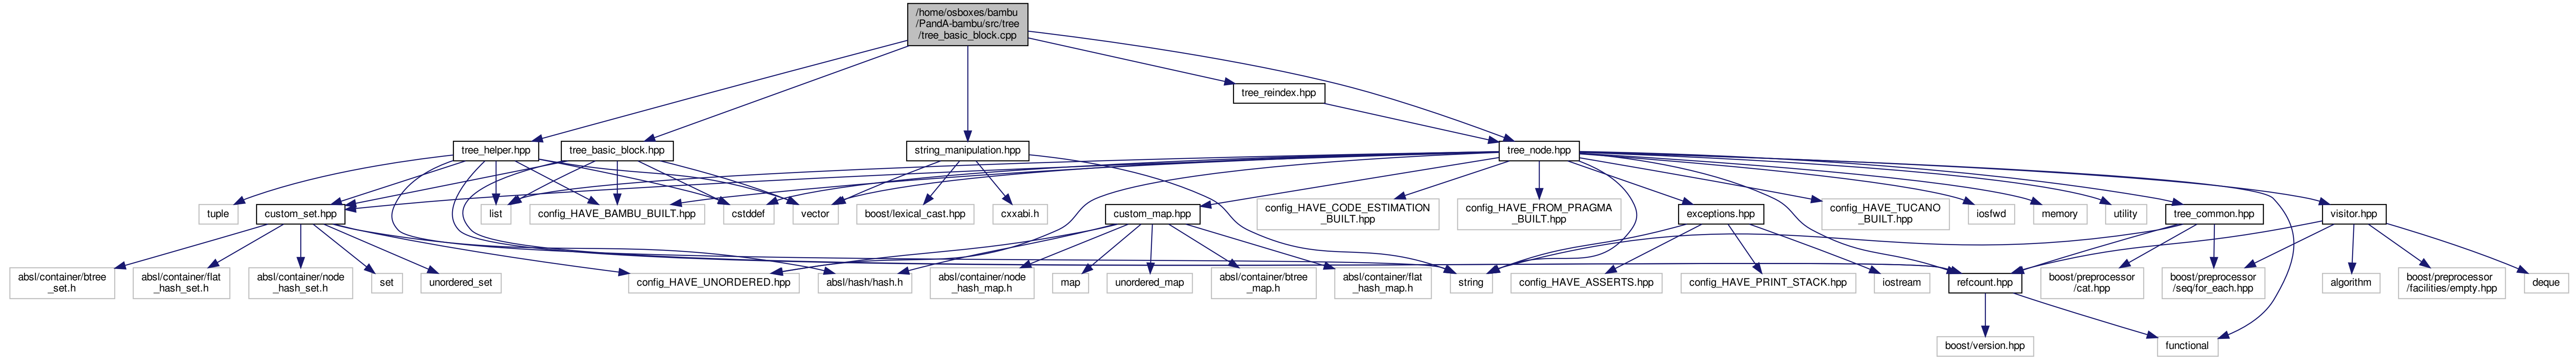 /home/osboxes/bambu
/PandA-bambu/src/tree
/tree_basic_block.cpp
tree_reindex.hpp
tree_helper.hpp
tree_basic_block.hpp
string_manipulation.hpp
tree_node.hpp
tuple
custom_set.hpp
list
config_HAVE_BAMBU_BUILT.hpp
cstddef
vector
boost/lexical_cast.hpp
cxxabi.h
custom_map.hpp
config_HAVE_CODE_ESTIMATION
_BUILT.hpp
config_HAVE_FROM_PRAGMA
_BUILT.hpp
exceptions.hpp
config_HAVE_TUCANO
_BUILT.hpp
iosfwd
memory
utility
tree_common.hpp
visitor.hpp
absl/container/btree
_set.h
absl/container/flat
_hash_set.h
absl/container/node
_hash_set.h
set
unordered_set
config_HAVE_UNORDERED.hpp
absl/hash/hash.h
absl/container/node
_hash_map.h
map
unordered_map
absl/container/btree
_map.h
absl/container/flat
_hash_map.h
string
config_HAVE_ASSERTS.hpp
config_HAVE_PRINT_STACK.hpp
iostream
refcount.hpp
boost/preprocessor
/cat.hpp
boost/preprocessor
/seq/for_each.hpp
algorithm
boost/preprocessor
/facilities/empty.hpp
deque
boost/version.hpp
functional